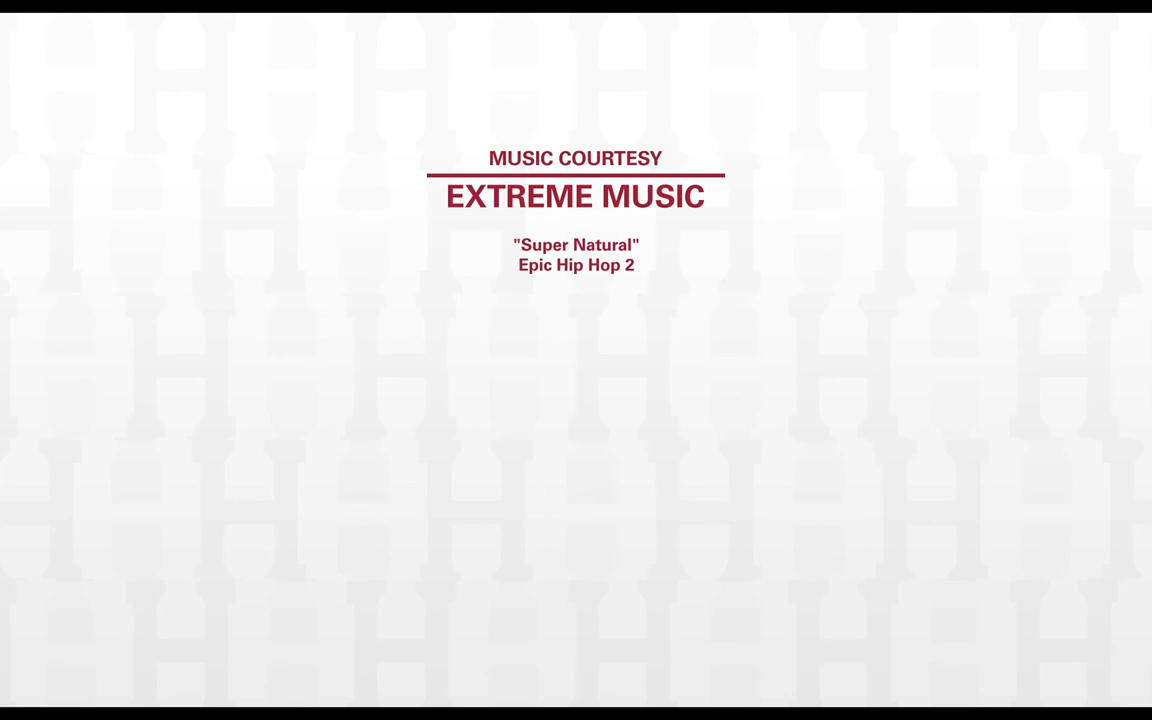 MUSIC COURTESY
EXTREME MUSIC
"Super Natural"
Epic Hip Hop 2